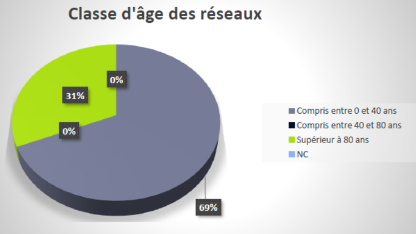 Classe d'âge des réseaux
0%
31%
0%
69%
Compris entre 0 et 40 ans
Compris entre 40 et 80 ans
Supérieur à 80 ans
NC